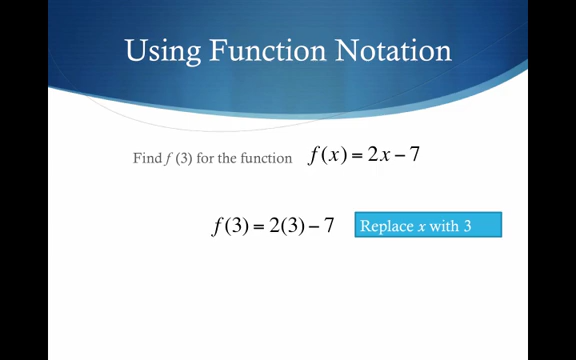 Using Function Notation
Find f (3) for the function f(x) = 2x − 7
f(3) = 2(3) − 7 Replace x with 3